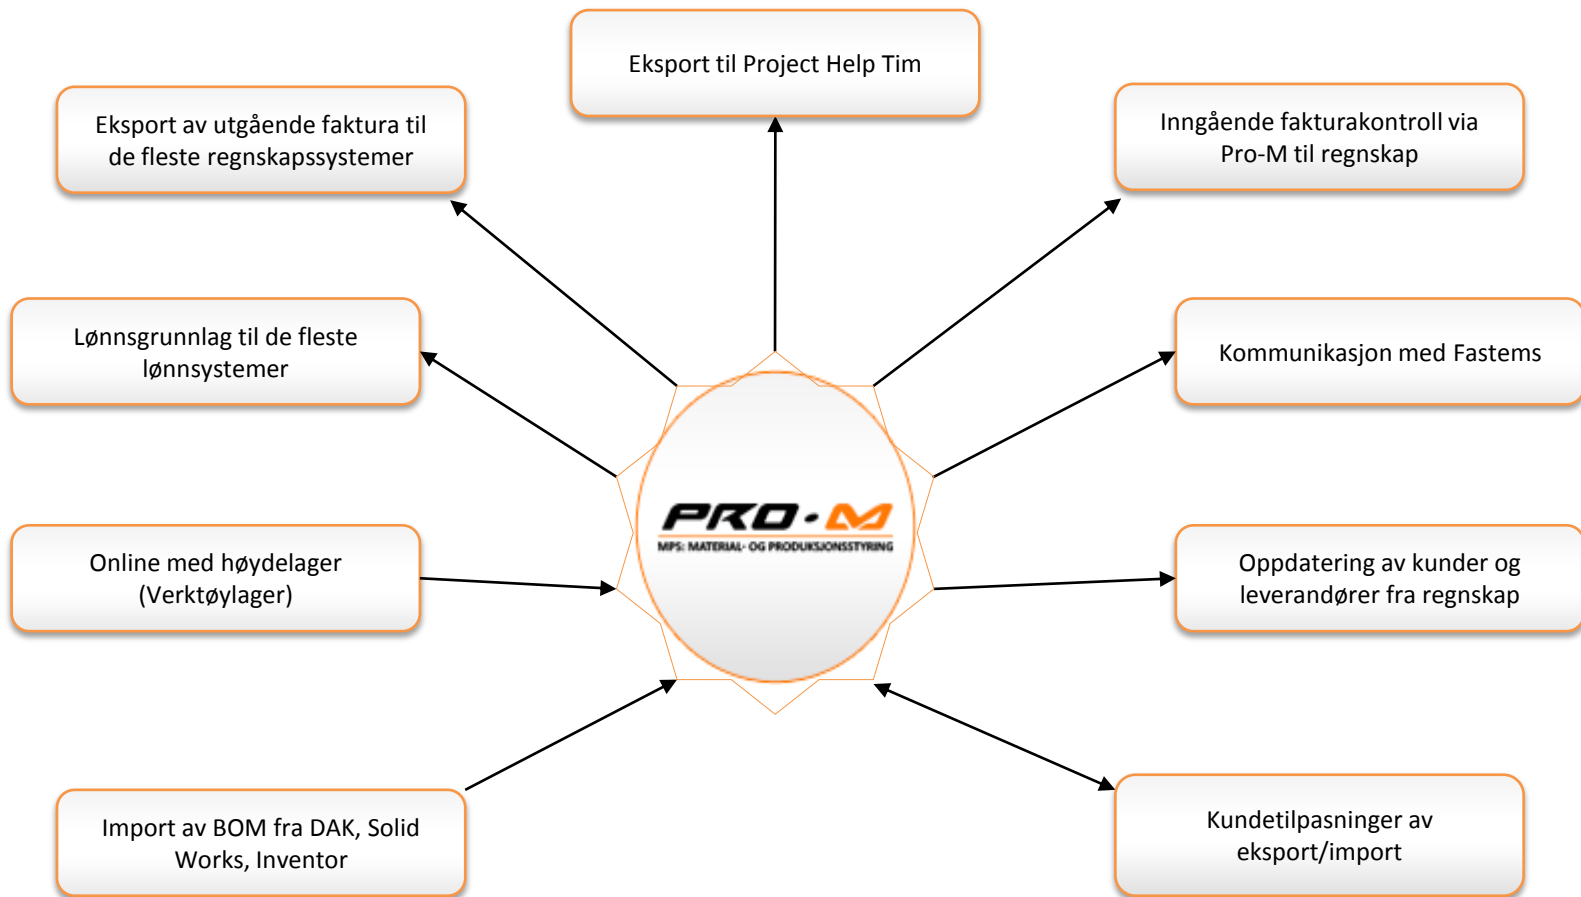 Eksport til Project Help Tim
Eksport av utgående faktura til
de fleste regnskapssystemer
Inngående fakturakontroll via
Pro-M til regnskap
Lønnsgrunnlag til de fleste
lønnsystemer
Kommunikasjon med Fastems
PRO·M
MPS: MATERIAL- OG PRODUKSJONSSTYRING
Online med høydelager
(Verktøylager)
Oppdatering av kunder og
leverandører fra regnskap
Import av BOM fra DAK, Solid
Works, Inventor
Kundetilpasninger av
eksport/import